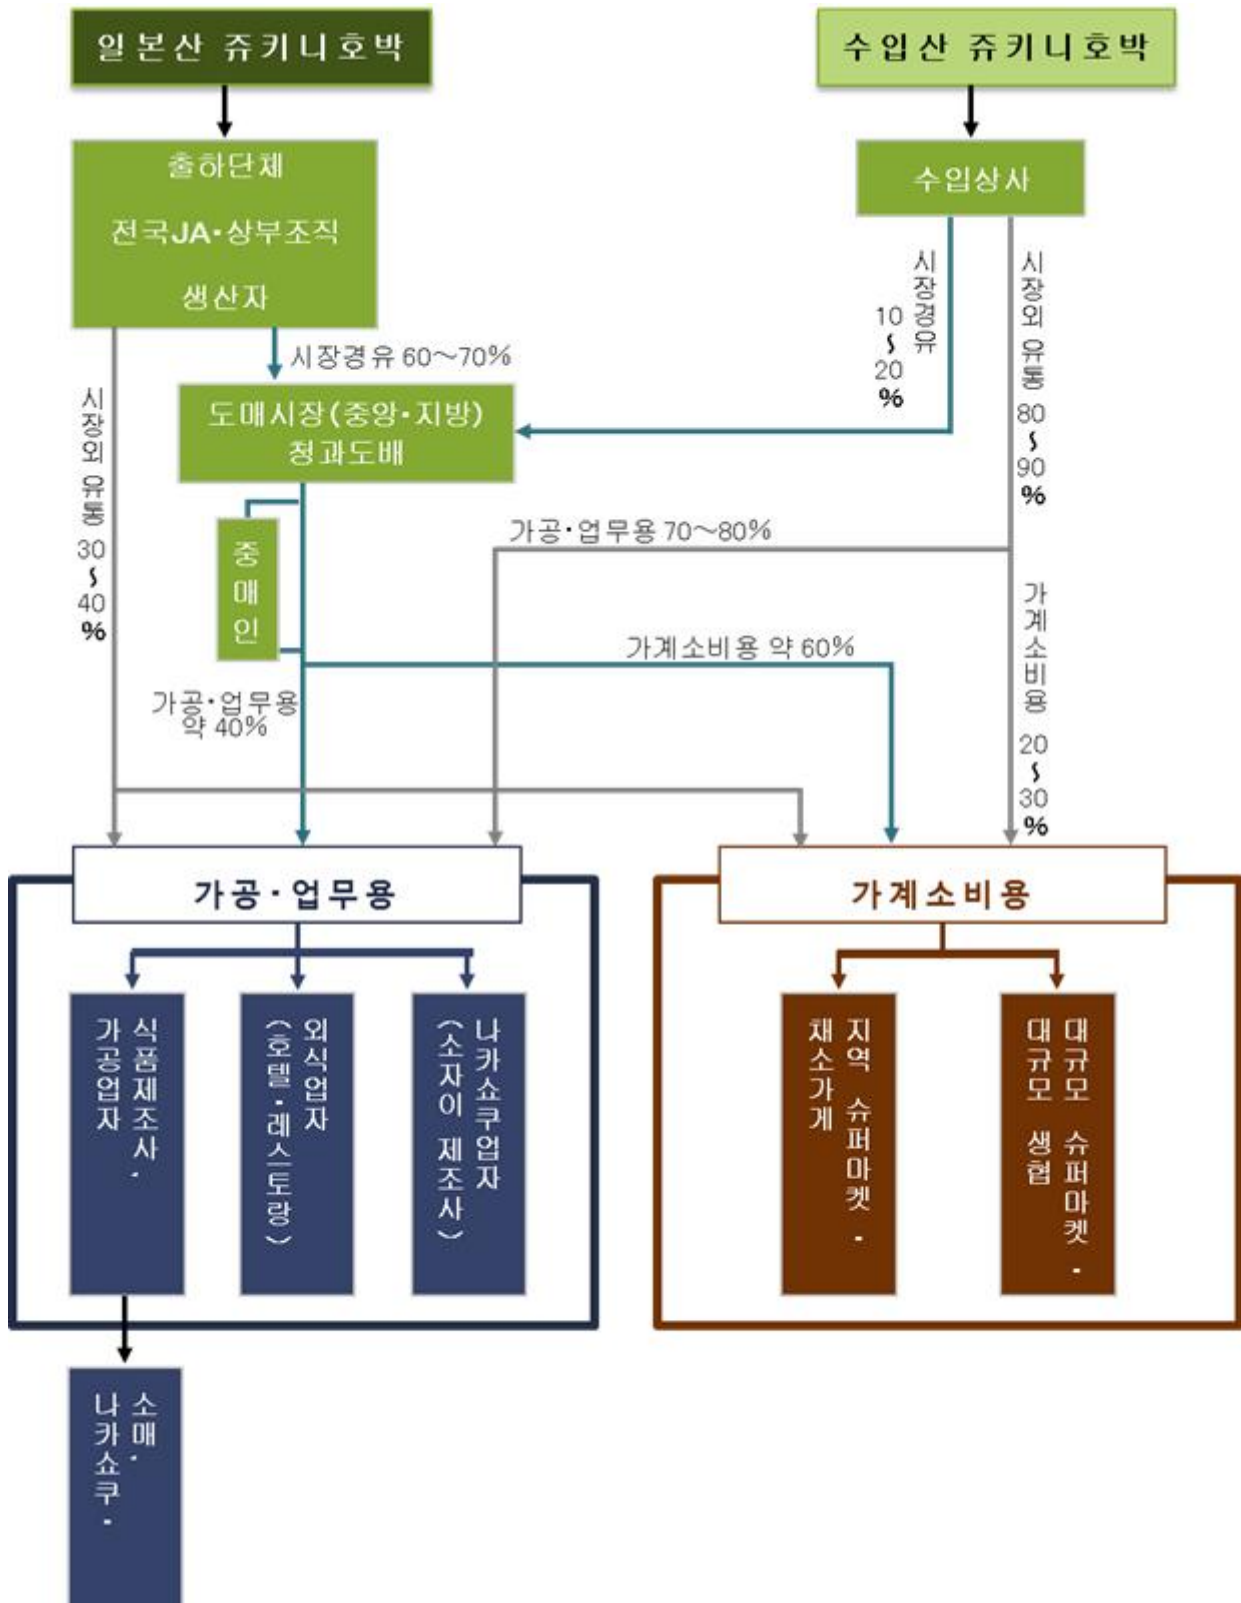 일본산 쥬키니호박
수입산 쥬키니호박
출하단체
전국JA·상부조직
생산자
수입상사
시장경유 60～70%
시장외 유통 30～40%
시장경유 10～20%
시장외 유통 80～90%
도매시장(중앙·지방)
청과도배
중매인
가공·업무용 70～80%
가계소비용 약 60%
가공·업무용
약 40%
가계소비용 20～30%
가공·업무용
가계소비용
식품제조사·
가공업자
외식업자
(호텔·레스토랑)
나카쇼쿠업자
(소자이 제조사)
지역 슈퍼마켓·
채소가게
대규모 슈퍼마켓·
대규모 생협
소매·
나카쇼쿠·